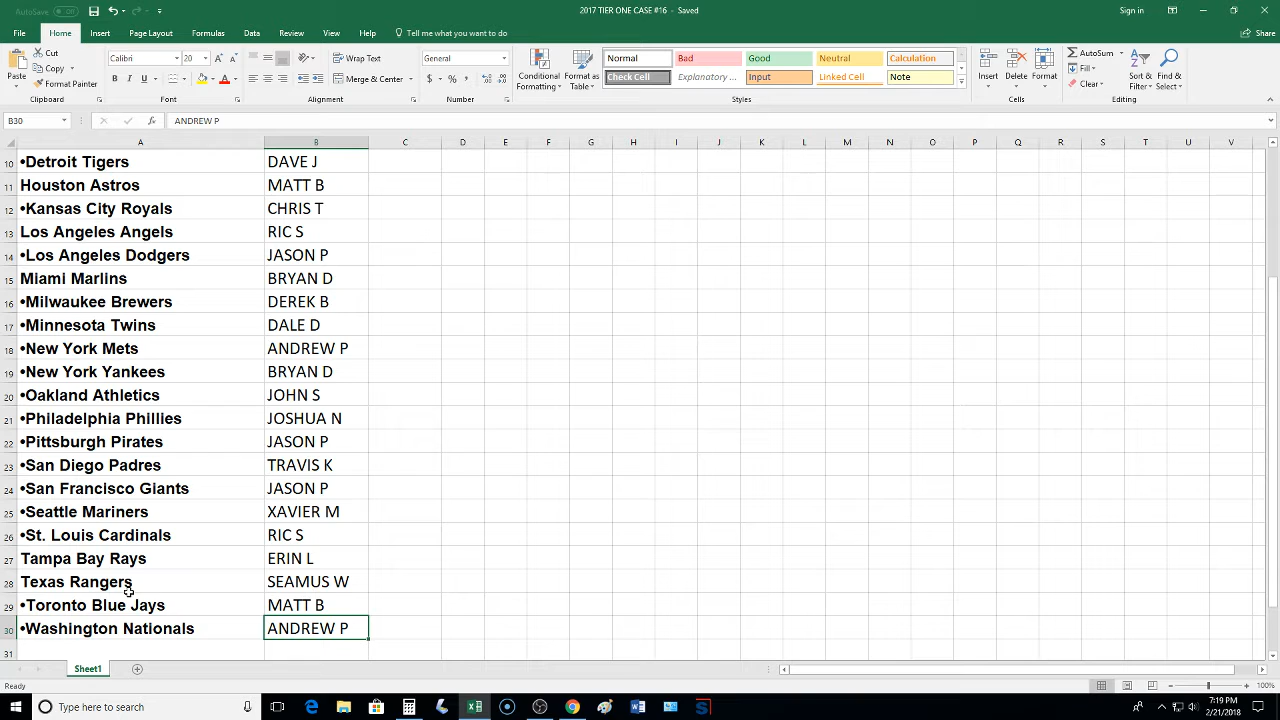 AutoSave Off
2017 TIER ONE CASE #16 - Saved
Sign in
File Home Insert Page Layout Formulas Data Review View Help Tell me what you want to do Share
Paste
Cut
Copy
Format Painter
Clipboard
Calibri 20
B I U
Font
Wrap Text
Merge & Center
Alignment
General
$ % ,
Number
Conditional Formatting
Format as Table
Normal Bad Good Neutral Calculation
Check Cell Explanatory ... Input Linked Cell Note
Styles
Insert Delete Format
Cells
AutoSum
Fill
Clear
Sort & Filter
Find & Select
Editing
B30 fx ANDREW P
A B C D E F G H I J K L M N O P Q R S T U V
10 •Detroit Tigers DAVE J
11 Houston Astros MATT B
12 •Kansas City Royals CHRIS T
13 Los Angeles Angels RIC S
14 •Los Angeles Dodgers JASON P
15 Miami Marlins BRYAN D
16 •Milwaukee Brewers DEREK B
17 •Minnesota Twins DALE D
18 •New York Mets ANDREW P
19 •New York Yankees BRYAN D
20 •Oakland Athletics JOHN S
21 •Philadelphia Phillies JOSHUA N
22 •Pittsburgh Pirates JASON P
23 •San Diego Padres TRAVIS K
24 •San Francisco Giants JASON P
25 •Seattle Mariners XAVIER M
26 •St. Louis Cardinals RIC S
27 Tampa Bay Rays ERIN L
28 Texas Rangers SEAMUS W
29 •Toronto Blue Jays MATT B
30 •Washington Nationals ANDREW P
31
Sheet1
Ready
100%
Type here to search
7:19 PM
2/21/2018